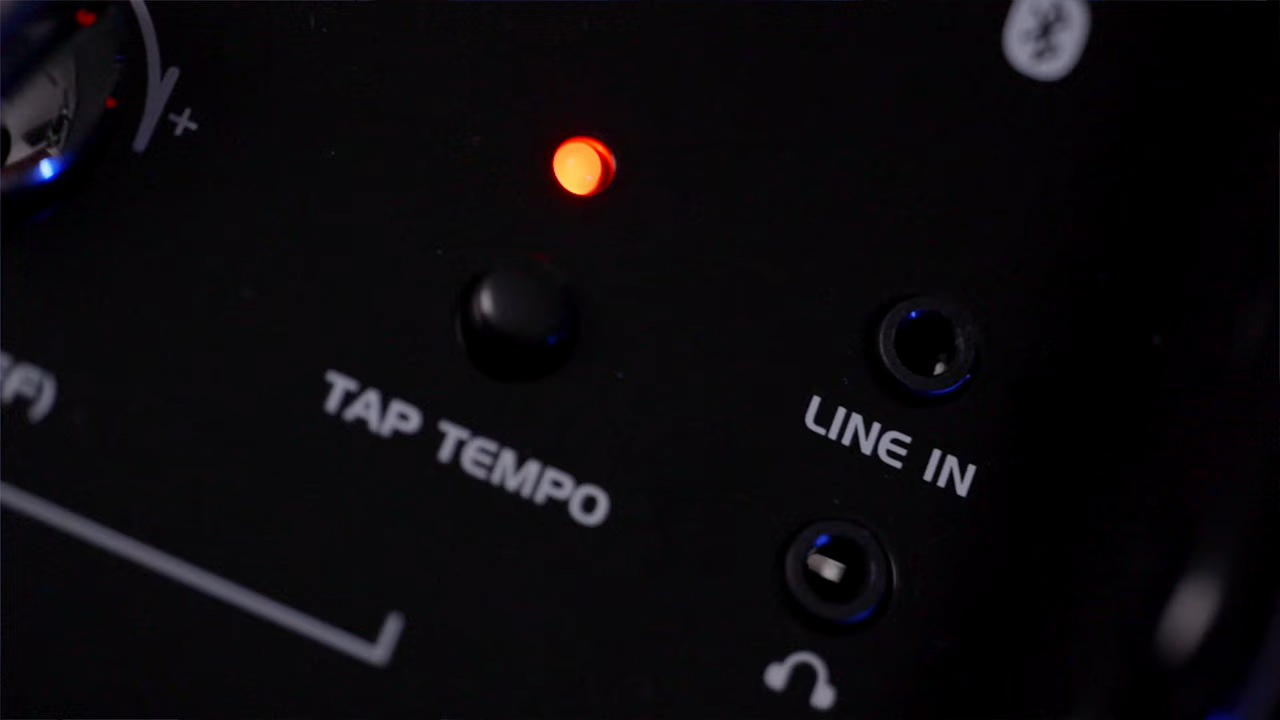 +
F)
TAP TEMPO
LINE IN